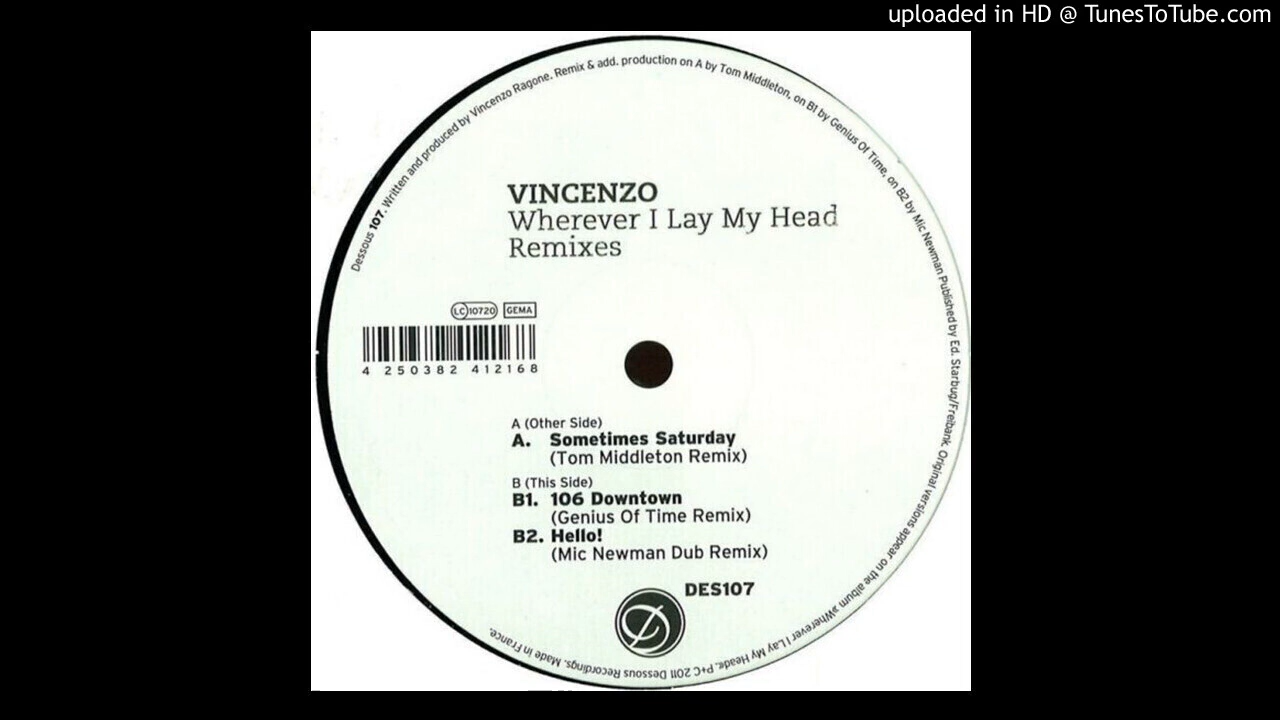 uploaded in HD @ TunesToTube.com
Dessous 107. Written and produced by Vincenzo Ragone. Remix & add. production on A by Tom Middleton, on B1 by Genius Of Time, on B2 by Mic Newman Published by Ed. Starbug/Freibank. Original versions appear on the album »Wherever I Lay My Head«. P+C 2011 Dessous Recordings. Made in France.
VINCENZO
Wherever I Lay My Head
Remixes
LC 10720 GEMA
4 250382 412168
A (Other Side)
A. Sometimes Saturday
(Tom Middleton Remix)
B (This Side)
B1. 106 Downtown
(Genius Of Time Remix)
B2. Hello!
(Mic Newman Dub Remix)
DES107
D